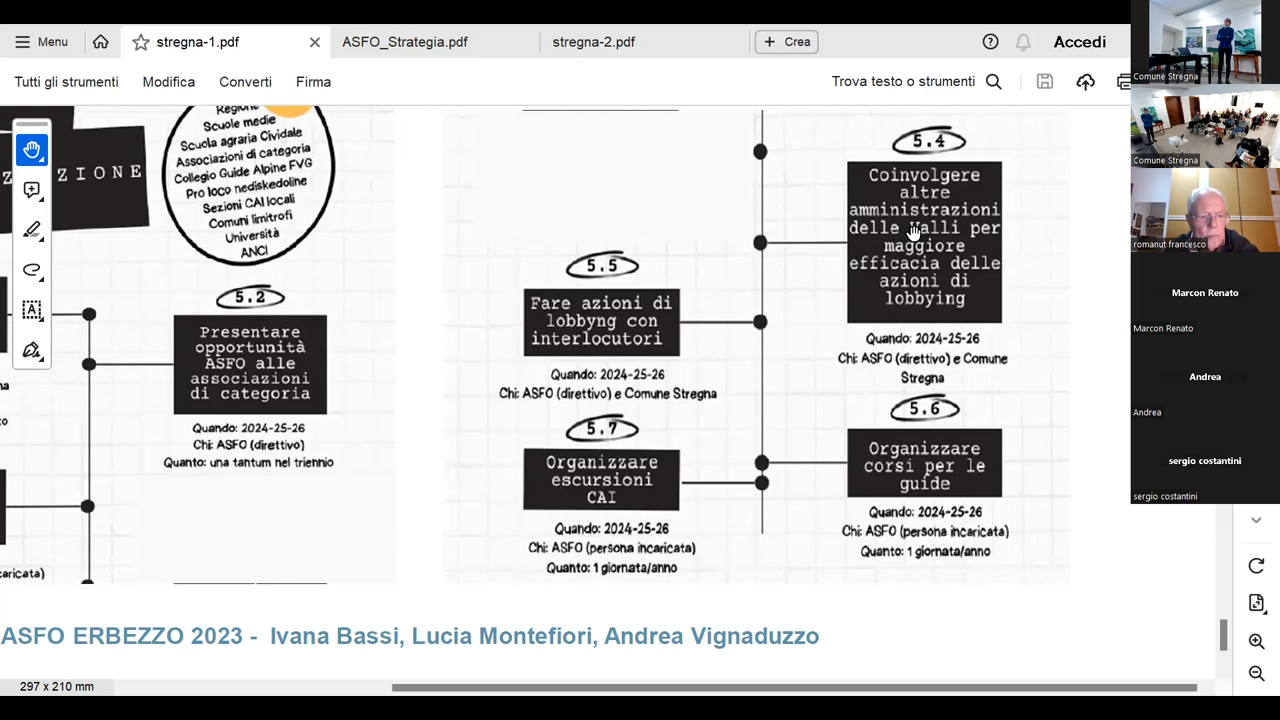 Menu
stregna-1.pdf
ASFO_Strategia.pdf
stregna-2.pdf
Crea
Accedi
Tutti gli strumenti
Modifica
Converti
Firma
Trova testo o strumenti
ZIONE
Regione
Scuole medie
Scuola agraria Cividale
Associazioni di categoria
Collegio Guide Alpine FVG
Pro loco nediskedoline
Sezioni CAI locali
Comuni limitrofi
Università
ANCI
5.2
Presentare
opportunità
ASFO alle
associazioni
di categoria
Quando: 2024-25-26
Chi: ASFO (direttivo)
Quanto: una tantum nel triennio
caricata)
5.4
Coinvolgere
altre
amministrazioni
delle Valli per
maggiore
efficacia delle
azioni di
lobbying
Quando: 2024-25-26
Chi: ASFO (direttivo) e Comune
Stregna
5.5
Fare azioni di
lobbyng con
interlocutori
Quando: 2024-25-26
Chi: ASFO (direttivo) e Comune Stregna
5.6
Organizzare
corsi per le
guide
Quando: 2024-25-26
Chi: ASFO (persona incaricata)
Quanto: 1 giornata/anno
5.7
Organizzare
escursioni
CAI
Quando: 2024-25-26
Chi: ASFO (persona incaricata)
Quanto: 1 giornata/anno
ASFO ERBEZZO 2023 - Ivana Bassi, Lucia Montefiori, Andrea Vignaduzzo
297 x 210 mm
Comune Stregna
Comune Stregna
romanut francesco
Marcon Renato
Marcon Renato
Andrea
Andrea
sergio costantini
sergio costantini